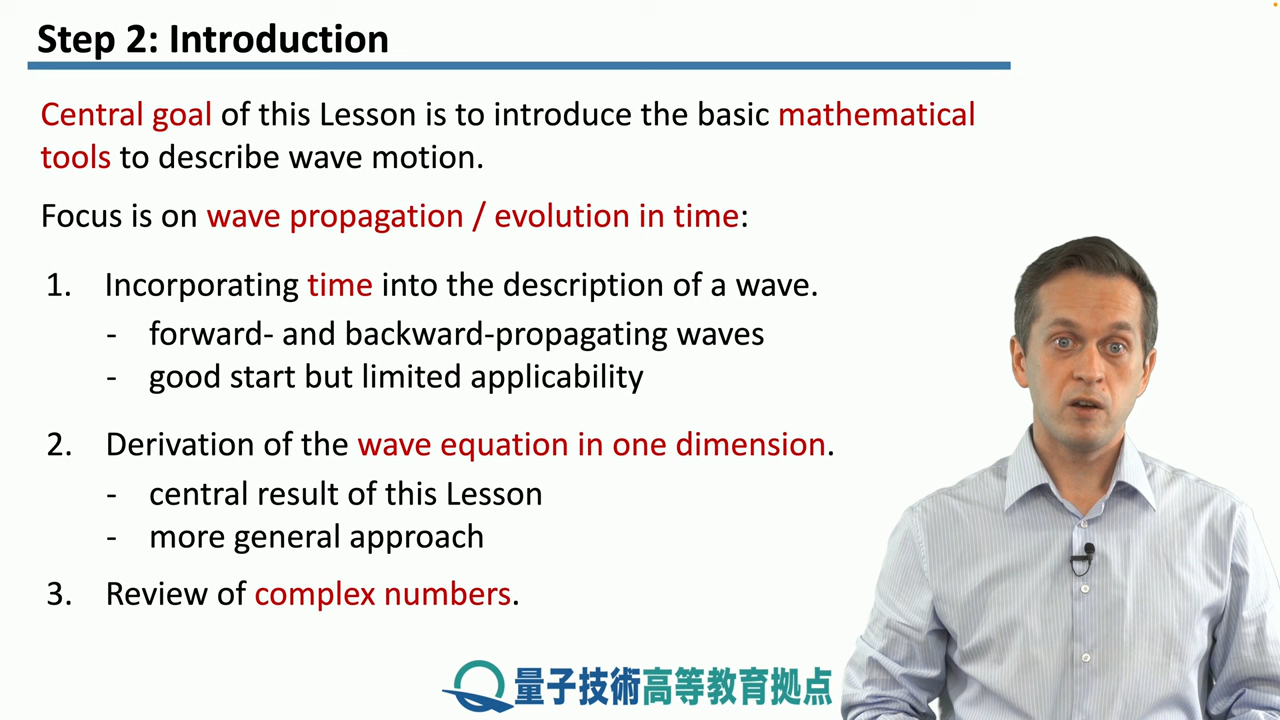 Step 2: Introduction
Central goal of this Lesson is to introduce the basic mathematical
tools to describe wave motion.
Focus is on wave propagation / evolution in time:
1. Incorporating time into the description of a wave.
- forward- and backward-propagating waves
- good start but limited applicability
2. Derivation of the wave equation in one dimension.
- central result of this Lesson
- more general approach
3. Review of complex numbers.
量子技術高等教育拠点